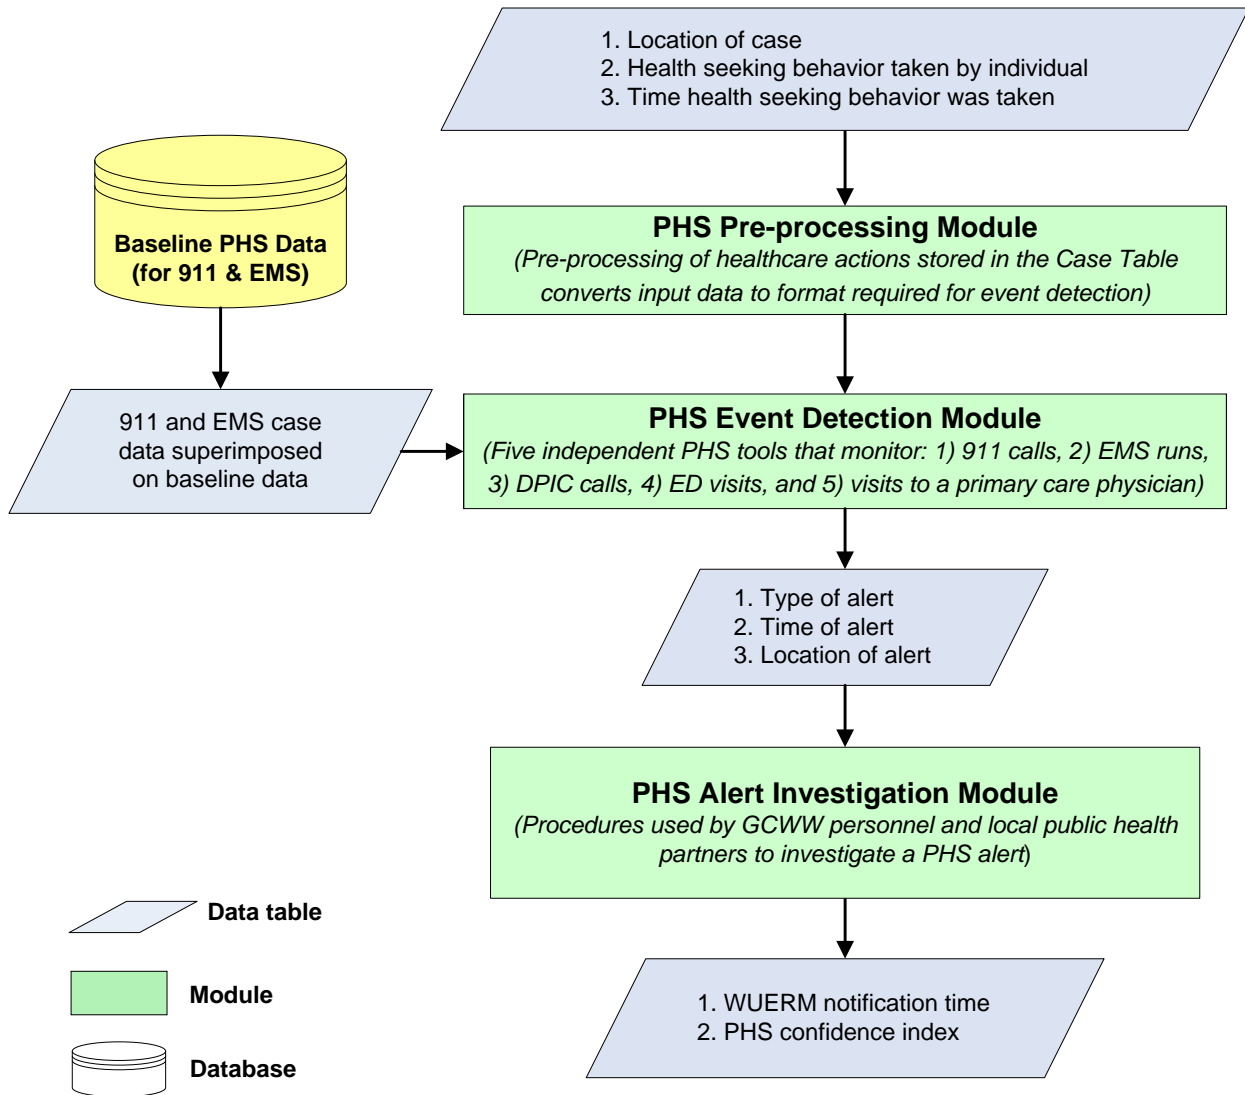 1. Location of case
2. Health seeking behavior taken by individual
3. Time health seeking behavior was taken
Baseline PHS Data
(for 911 & EMS)
PHS Pre-processing Module
(Pre-processing of healthcare actions stored in the Case Table
converts input data to format required for event detection)
911 and EMS case
data superimposed
on baseline data
PHS Event Detection Module
(Five independent PHS tools that monitor: 1) 911 calls, 2) EMS runs,
3) DPIC calls, 4) ED visits, and 5) visits to a primary care physician)
1. Type of alert
2. Time of alert
3. Location of alert
PHS Alert Investigation Module
(Procedures used by GCWW personnel and local public health
partners to investigate a PHS alert)
1. WUERM notification time
2. PHS confidence index
Data table
Module
Database